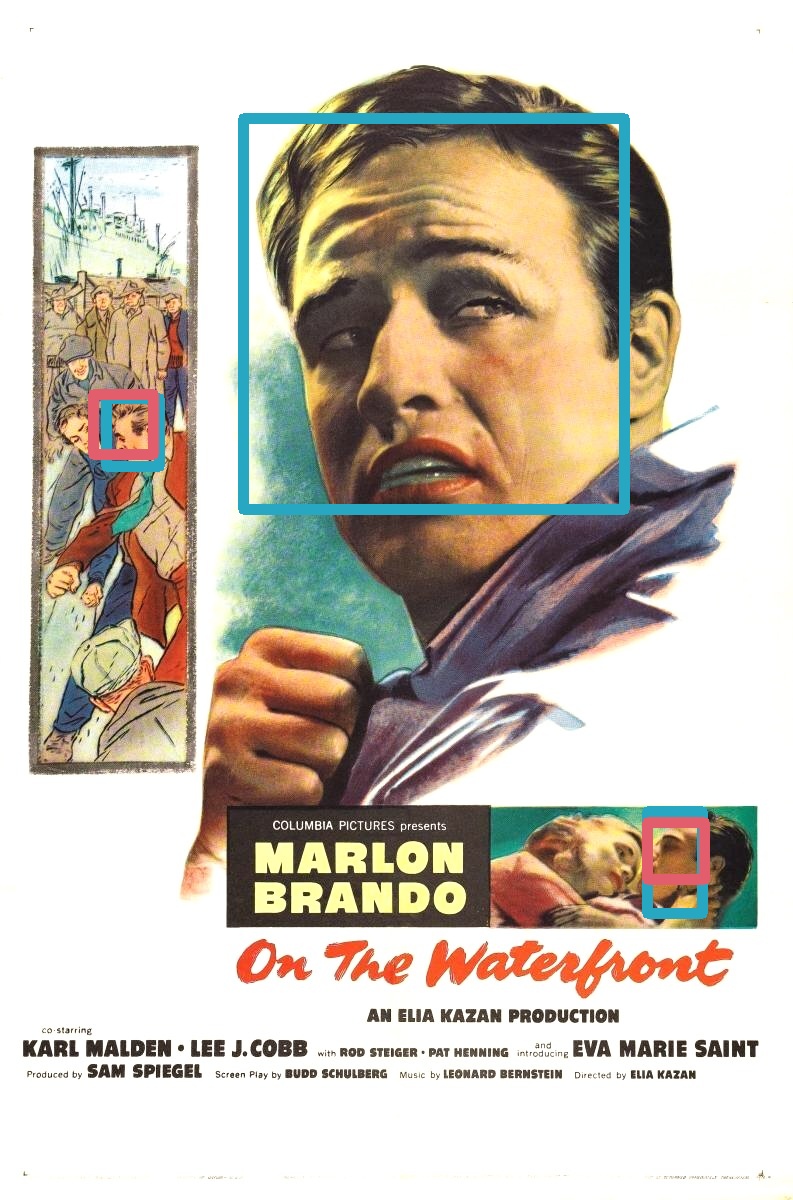 COLUMBIA PICTURES presents
MARLON
BRANDO
On The Waterfront
AN ELIA KAZAN PRODUCTION
co-starring
KARL MALDEN • LEE J. COBB with ROD STEIGER • PAT HENNING and introducing EVA MARIE SAINT
Produced by SAM SPIEGEL Screen Play by BUDD SCHULBERG Music by LEONARD BERNSTEIN Directed by ELIA KAZAN